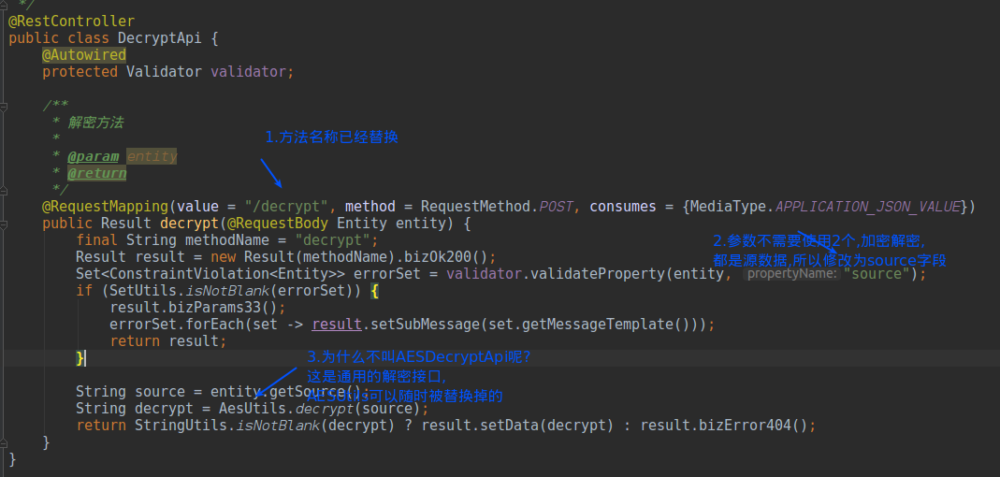 */
@RestController
public class DecryptApi {
@Autowired
protected Validator validator;
/**
* 解密方法
*
* @param entity
* @return
*/
1.方法名称已经替换
@RequestMapping(value = "/decrypt", method = RequestMethod.POST, consumes = {MediaType.APPLICATION_JSON_VALUE})
public Result decrypt(@RequestBody Entity entity) {
final String methodName = "decrypt";
2.参数不需要使用2个,加密解密,
都是源数据,所以修改为source字段
Result result = new Result(methodName).bizOk200();
Set<ConstraintViolation<Entity>> errorSet = validator.validateProperty(entity, propertyName: "source");
if (SetUtils.isNotBlank(errorSet)) {
result.bizParams33();
errorSet.forEach(set -> result.setSubMessage(set.getMessageTemplate()));
return result;
}
3.为什么不叫AESDecryptApi呢?
这是通用的解密接口,
AESUtils可以随时被替换掉的
String source = entity.getSource();
String decrypt = AesUtils.decrypt(source);
return StringUtils.isNotBlank(decrypt) ? result.setData(decrypt) : result.bizError404();
}
}